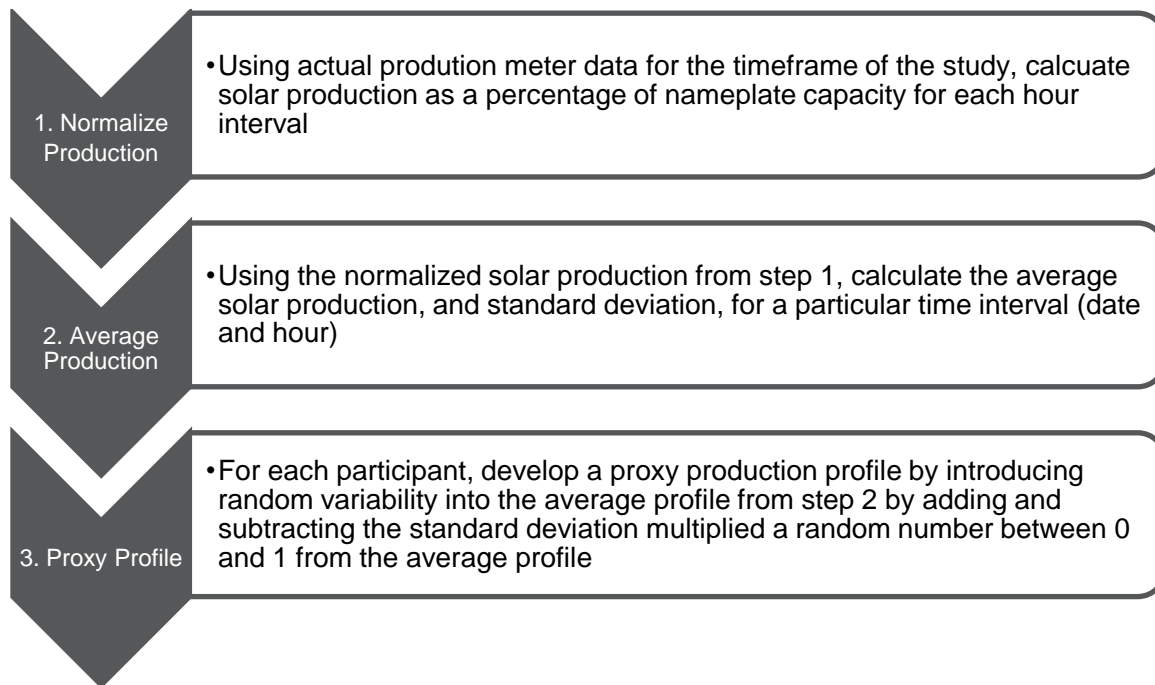 1. Normalize
Production
•Using actual prodution meter data for the timeframe of the study, calcuate
solar production as a percentage of nameplate capacity for each hour
interval
2. Average
Production
•Using the normalized solar production from step 1, calculate the average
solar production, and standard deviation, for a particular time interval (date
and hour)
3. Proxy Profile
•For each participant, develop a proxy production profile by introducing
random variability into the average profile from step 2 by adding and
subtracting the standard deviation multiplied a random number between 0
and 1 from the average profile